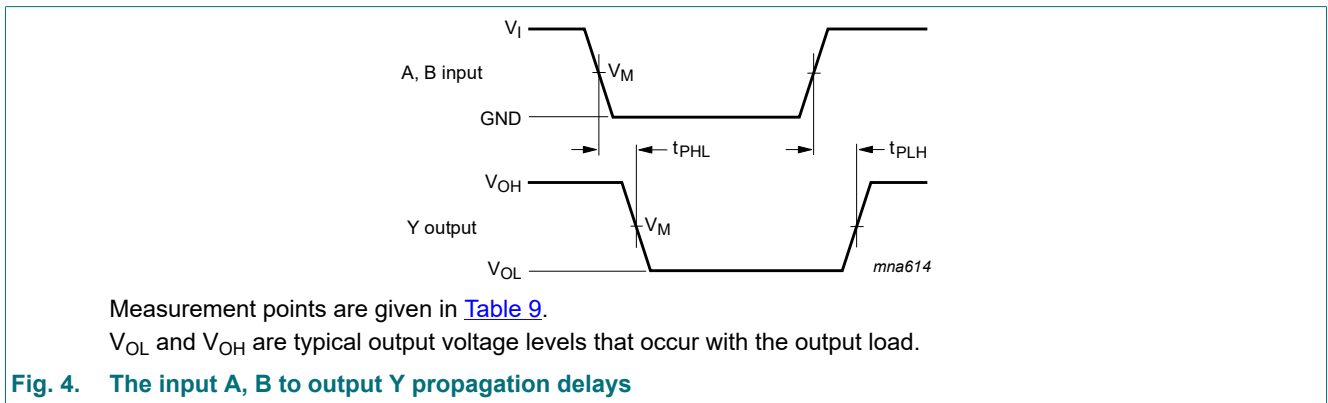 V_I
A, B input
V_M
GND
t_PHL
t_PLH
V_OH
Y output
V_M
V_OL
mna614
Measurement points are given in Table 9.
V_OL and V_OH are typical output voltage levels that occur with the output load.
Fig. 4. The input A, B to output Y propagation delays